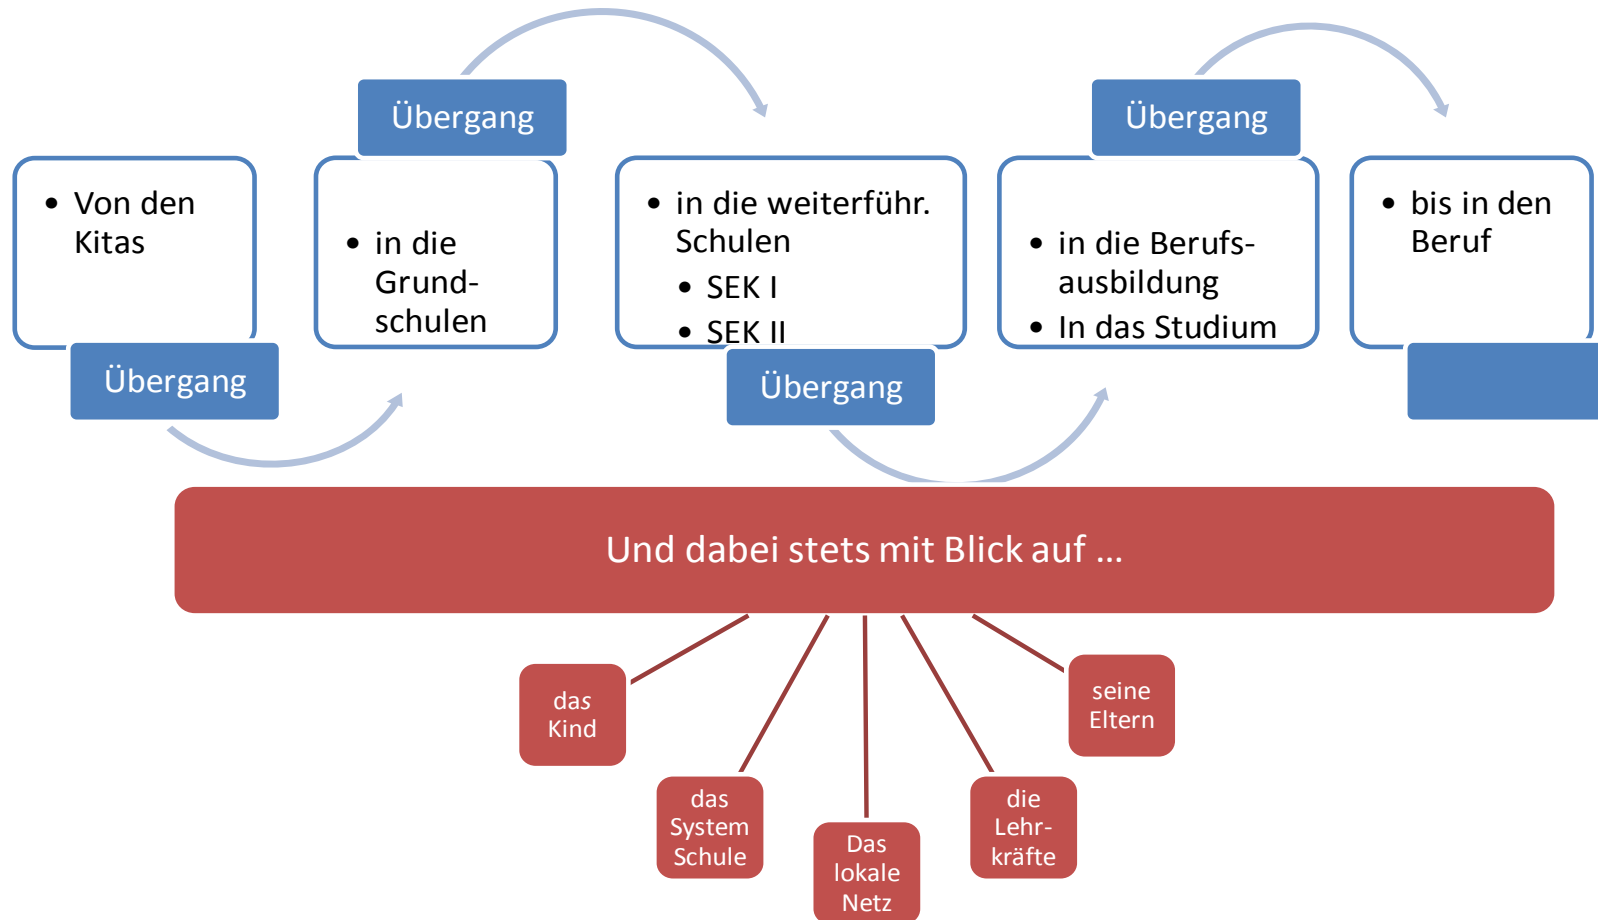 Übergang
Übergang
• Von den
Kitas
• in die
Grund-
schulen
• in die weiterführ.
Schulen
• SEK I
• SEK II
• in die Berufs-
ausbildung
• In das Studium
• bis in den
Beruf
Übergang
Übergang
Und dabei stets mit Blick auf ...
das
Kind
das
System
Schule
Das
lokale
Netz
die
Lehr-
kräfte
seine
Eltern